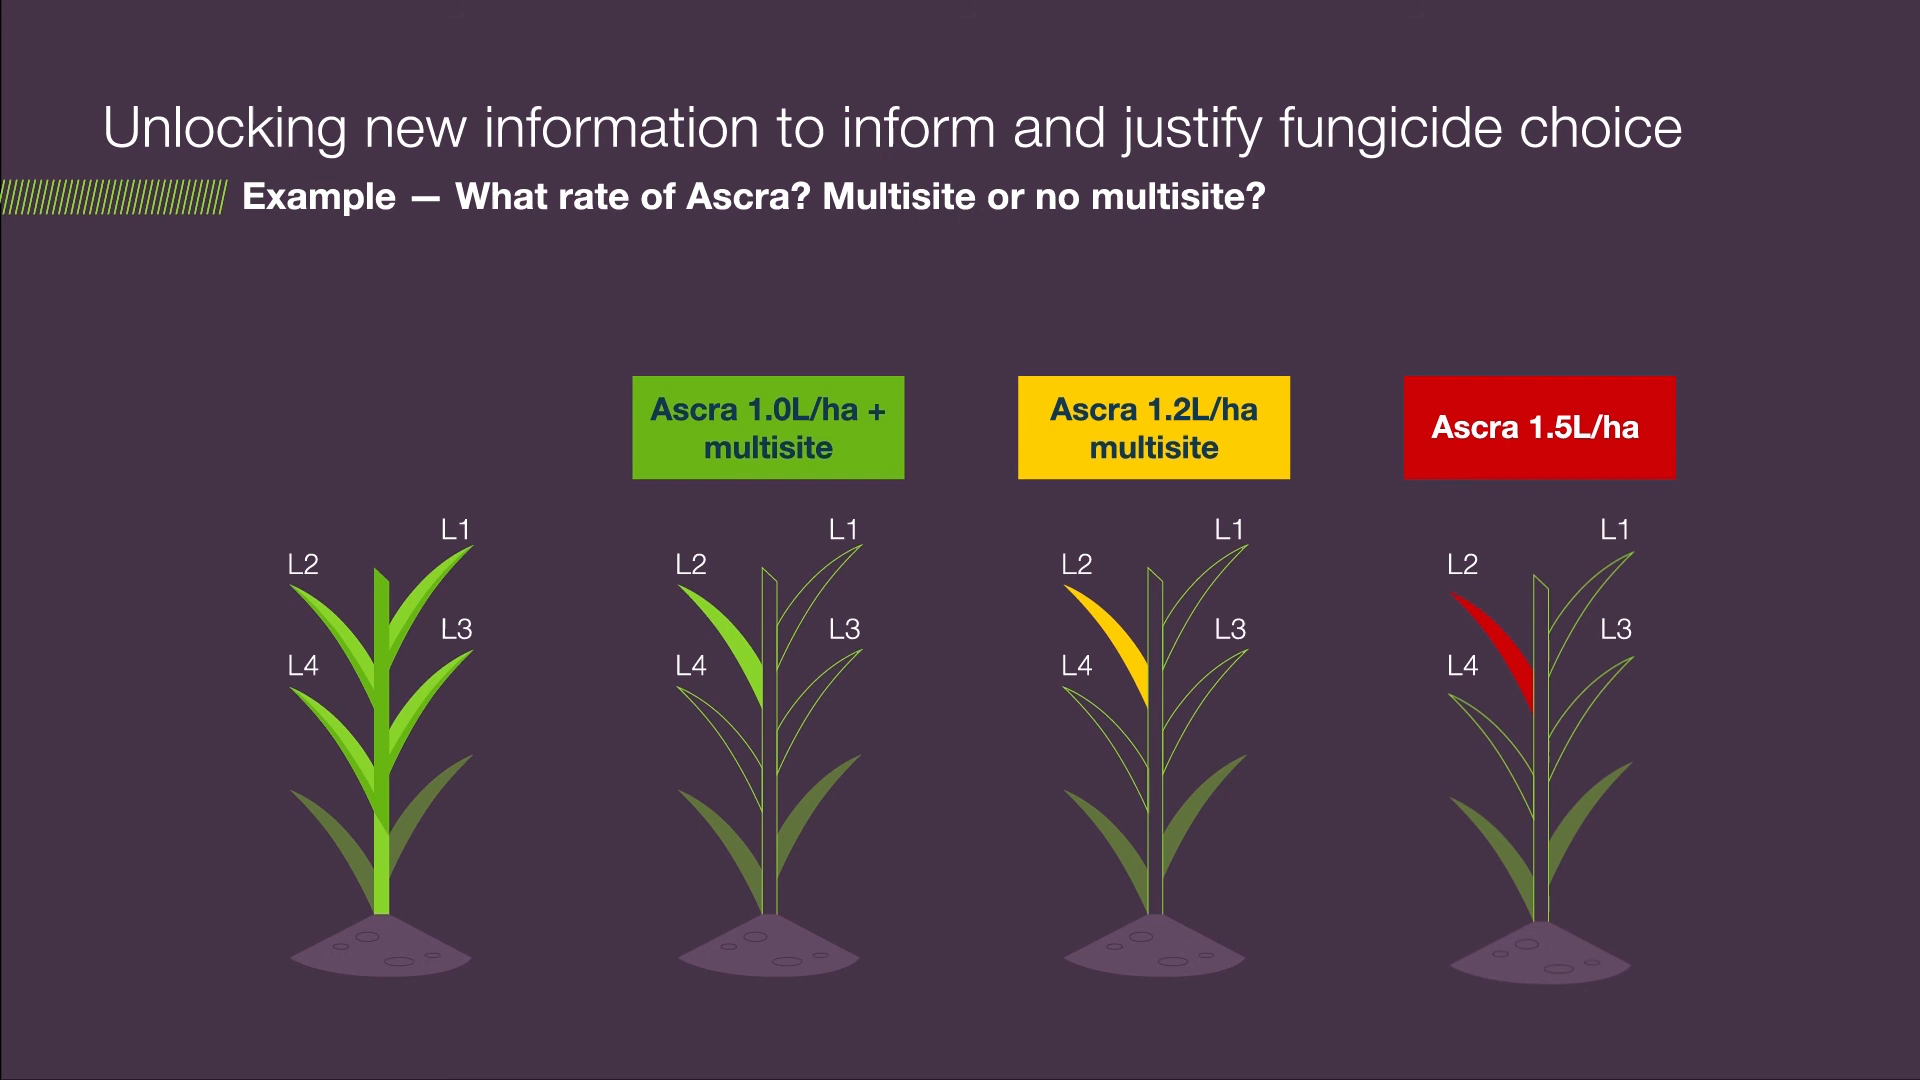 Unlocking new information to inform and justify fungicide choice
Example — What rate of Ascra? Multisite or no multisite?
Ascra 1.0L/ha +
multisite
Ascra 1.2L/ha
multisite
Ascra 1.5L/ha
L1
L2
L3
L4
L1
L2
L3
L4
L1
L2
L3
L4
L1
L2
L3
L4